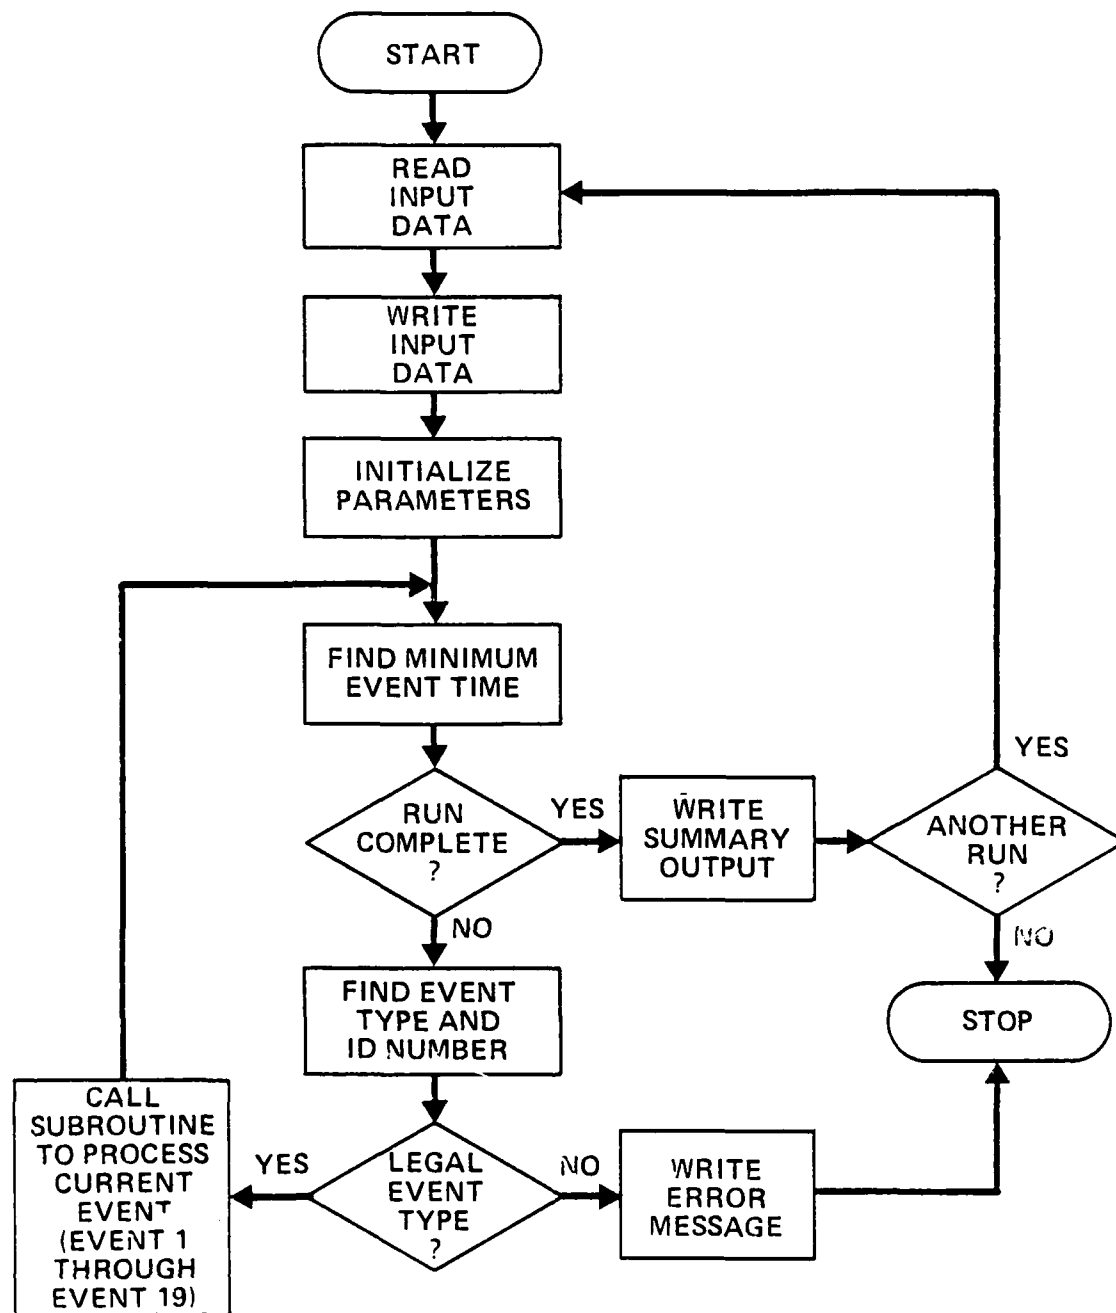 START
READ
INPUT
DATA
WRITE
INPUT
DATA
INITIALIZE
PARAMETERS
FIND MINIMUM
EVENT TIME
RUN
COMPLETE
?
YES
WRITE
SUMMARY
OUTPUT
ANOTHER
RUN
?
YES
NO
NO
STOP
FIND EVENT
TYPE AND
ID NUMBER
LEGAL
EVENT
TYPE
?
YES
CALL
SUBROUTINE
TO PROCESS
CURRENT
EVENT
(EVENT 1
THROUGH
EVENT 19)
NO
WRITE
ERROR
MESSAGE